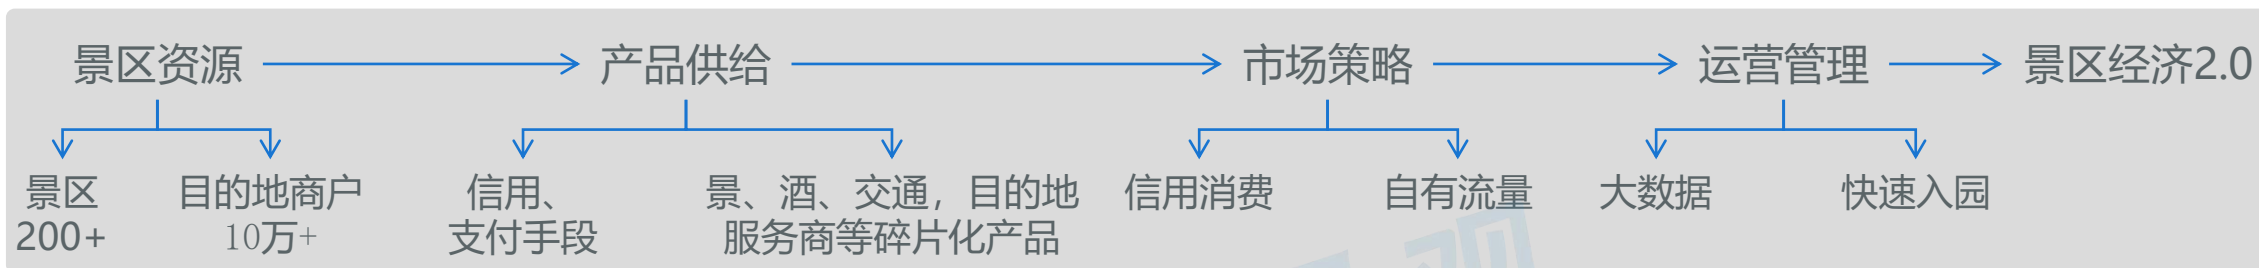 景区资源
产品供给
市场策略
运营管理
景区经济2.0
景区
200+
目的地商户
10万+
信用、
支付手段
景、酒、交通，目的地
服务商等碎片化产品
信用消费
自有流量
大数据
快速入园